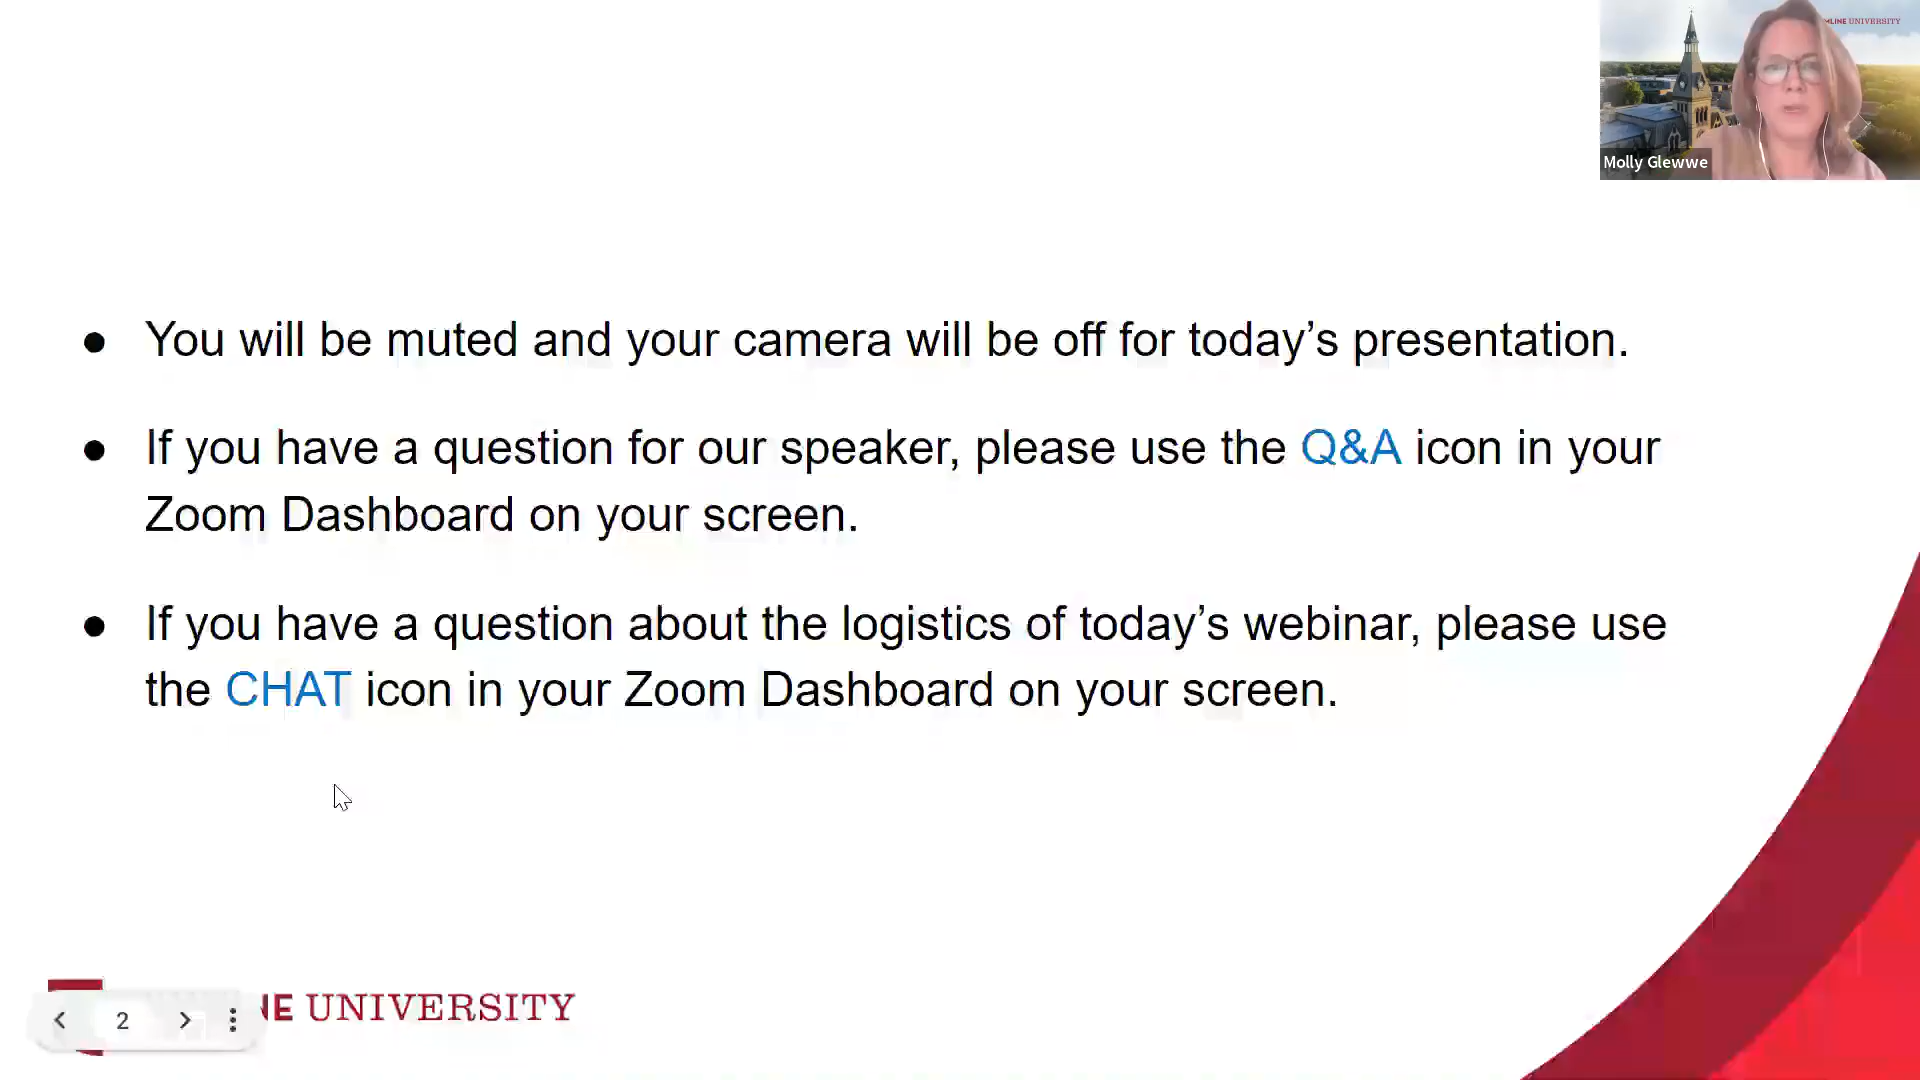 MLINE UNIVERSITY
Molly Glewwe
● You will be muted and your camera will be off for today’s presentation.
● If you have a question for our speaker, please use the Q&A icon in your
Zoom Dashboard on your screen.
● If you have a question about the logistics of today’s webinar, please use
the CHAT icon in your Zoom Dashboard on your screen.
NE UNIVERSITY
2